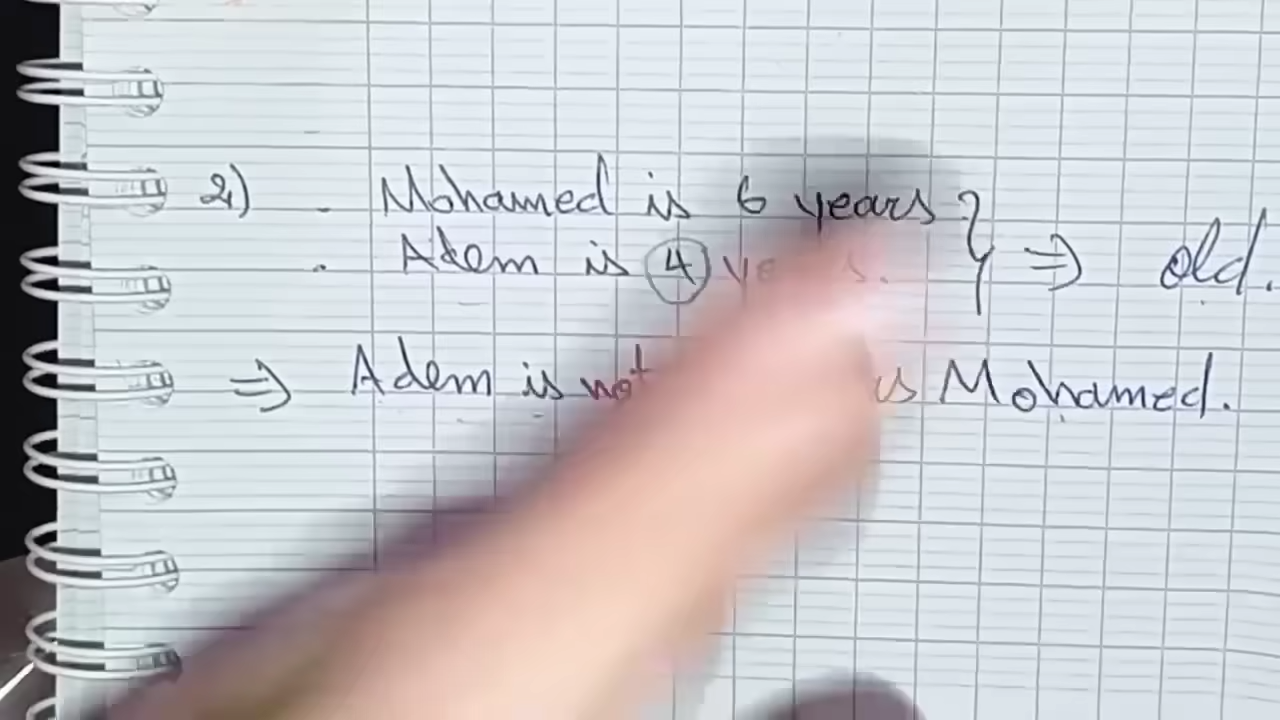 2) . Mohamed is 6 years } => old.
. Adem is 4
=> Adem is not Mohamed.